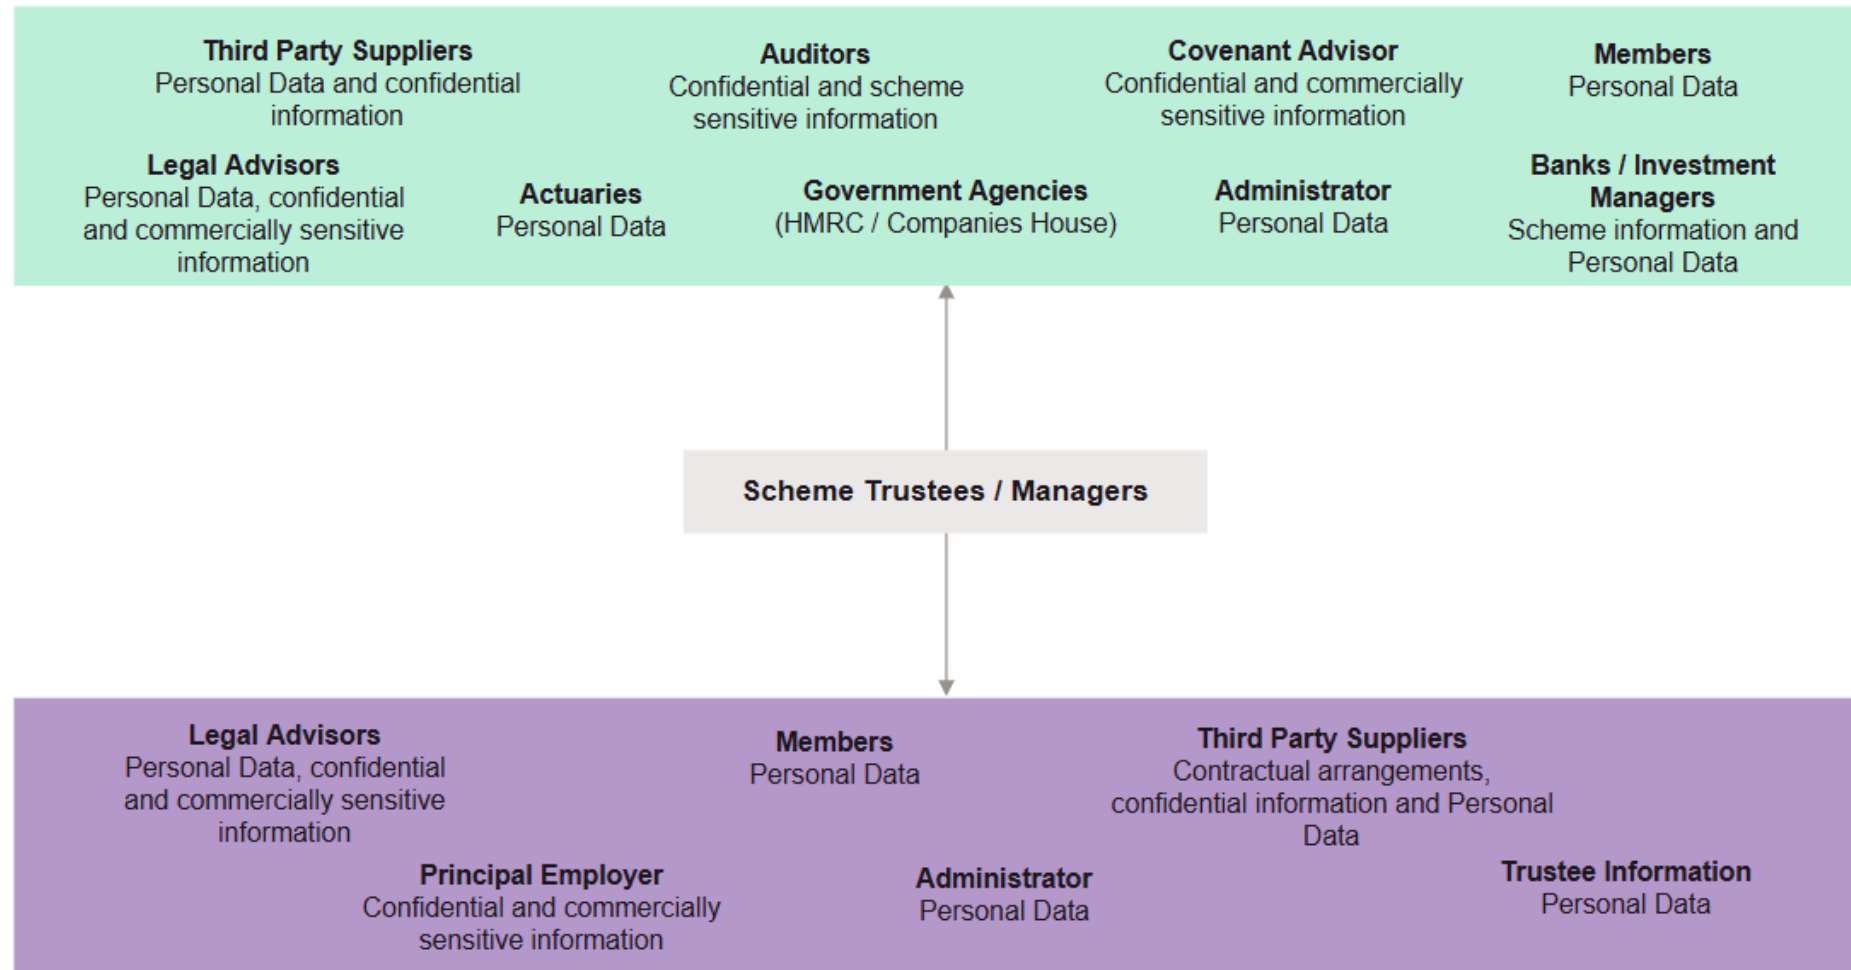 Third Party Suppliers
Personal Data and confidential
information
Auditors
Confidential and scheme
sensitive information
Covenant Advisor
Confidential and commercially
sensitive information
Members
Personal Data
Legal Advisors
Personal Data, confidential
and commercially sensitive
information
Actuaries
Personal Data
Government Agencies
(HMRC / Companies House)
Administrator
Personal Data
Banks / Investment
Managers
Scheme information and
Personal Data
Scheme Trustees / Managers
Legal Advisors
Personal Data, confidential
and commercially sensitive
information
Members
Personal Data
Third Party Suppliers
Contractual arrangements,
confidential information and Personal
Data
Principal Employer
Confidential and commercially
sensitive information
Administrator
Personal Data
Trustee Information
Personal Data